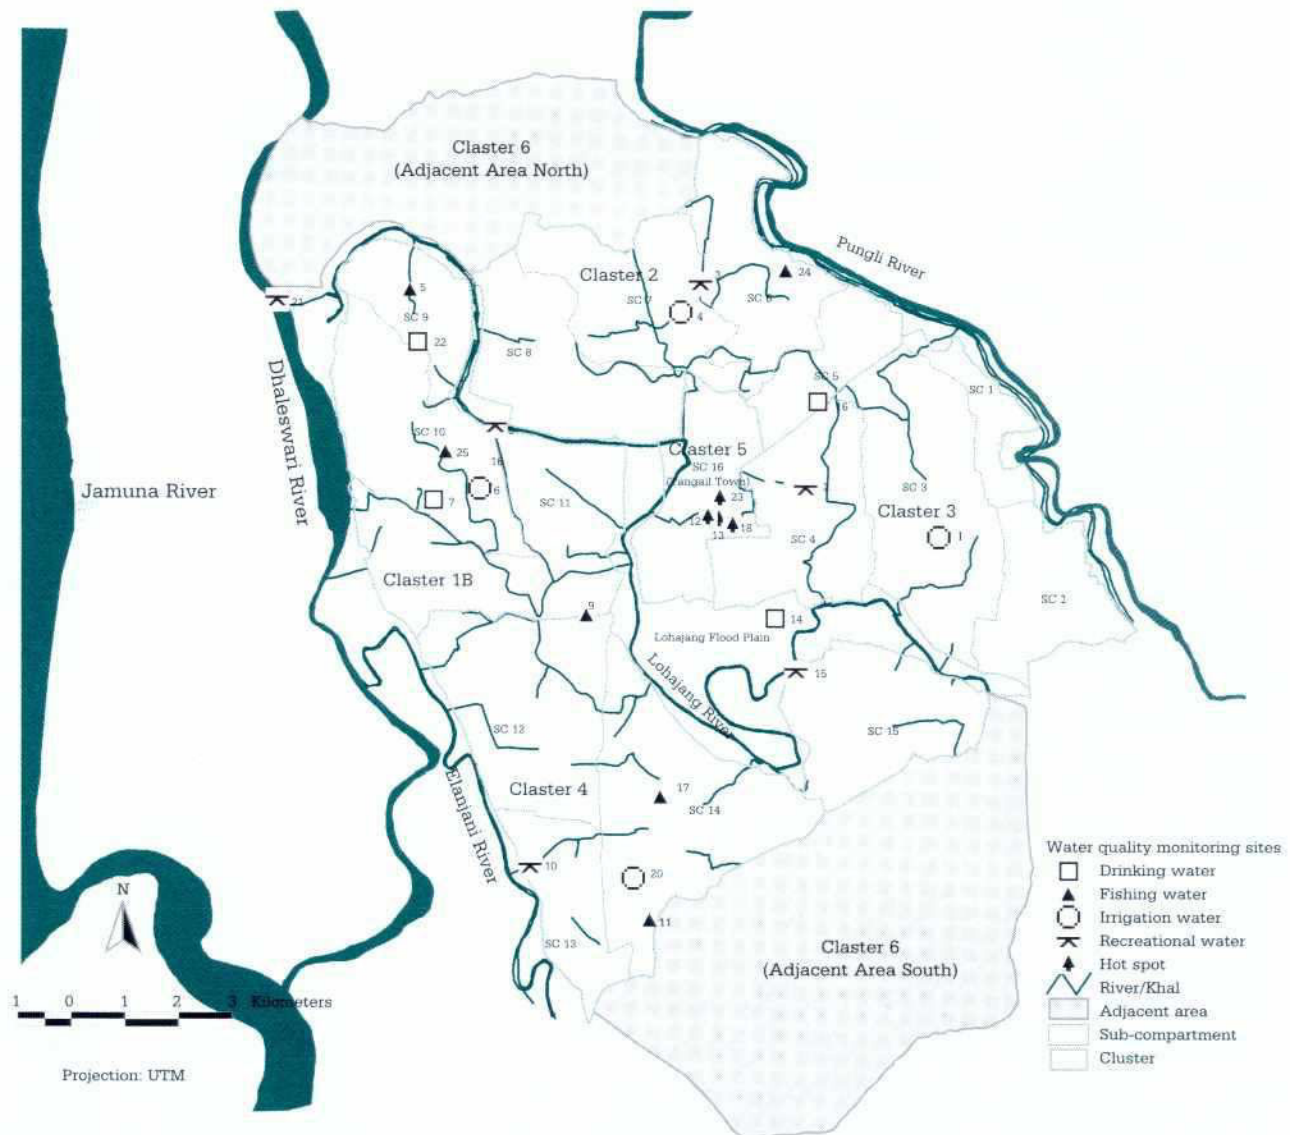 Claster 6
(Adjacent Area North)
Pungli River
Claster 2
24
3
5
21
SC 7
SC 6
4
SC 9
22
SC 8
SC 5
SC 1
16
Dhaleswari River
SC 10
25
16
Claster 5
SC 16
(Tangail Town)
SC 3
Jamuna River
6
7
SC 11
23
12
13
18
Claster 3
SC 4
1
Claster 1B
SC 2
9
14
Lohajang Flood Plain
15
Lohajang River
SC 12
SC 15
Claster 4
17
SC 14
Elanjani River
10
20
11
SC 13
Claster 6
(Adjacent Area South)
Water quality monitoring sites
Drinking water
Fishing water
Irrigation water
Recreational water
Hot spot
River/Khal
Adjacent area
Sub-compartment
Cluster
N
1 0 1 2 3 Kilometers
Projection: UTM